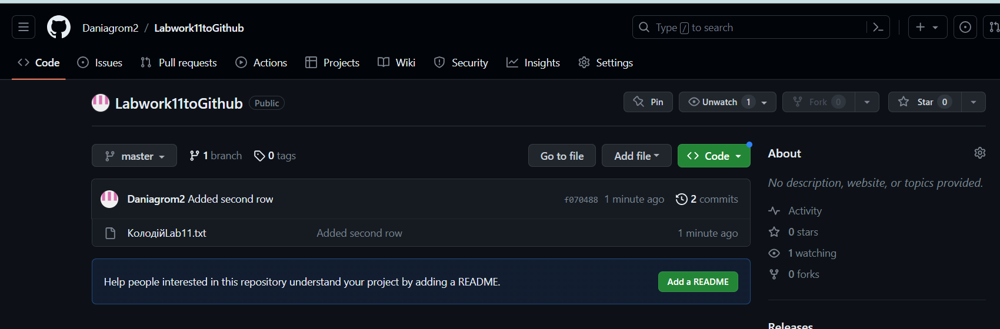 Daniagrom2 / Labwork11toGithub
Type / to search
Code Issues Pull requests Actions Projects Wiki Security Insights Settings
Labwork11toGithub Public
Pin Unwatch 1 Fork 0 Star 0
master 1 branch 0 tags Go to file Add file Code
Daniagrom2 Added second row f070488 1 minute ago 2 commits
КолодійLab11.txt Added second row 1 minute ago
Help people interested in this repository understand your project by adding a README. Add a README
About
No description, website, or topics provided.
Activity
0 stars
1 watching
0 forks
Releases